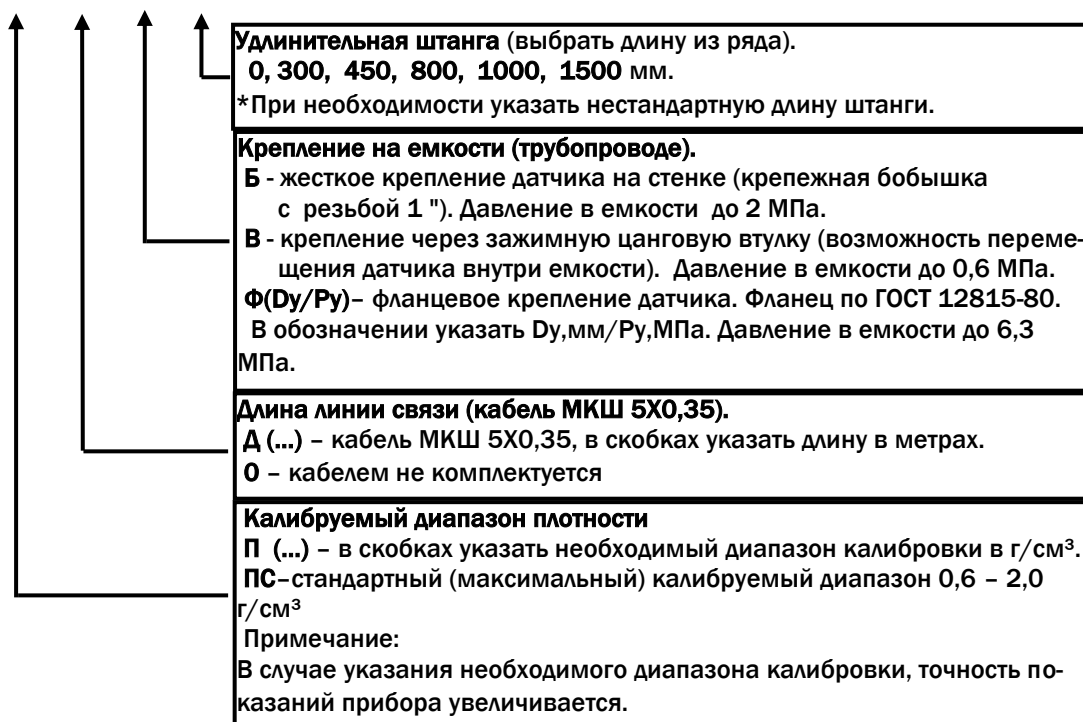 Удлинительная штанга (выбрать длину из ряда).
0, 300, 450, 800, 1000, 1500 мм.
*При необходимости указать нестандартную длину штанги.
Крепление на емкости (трубопроводе).
Б - жесткое крепление датчика на стенке (крепежная бобышка
с резьбой 1 "). Давление в емкости до 2 МПа.
В - крепление через зажимную цанговую втулку (возможность переме-
щения датчика внутри емкости). Давление в емкости до 0,6 МПа.
Ф(Dy/Py)– фланцевое крепление датчика. Фланец по ГОСТ 12815-80.
В обозначении указать Dy,мм/Py,МПа. Давление в емкости до 6,3
МПа.
Длина линии связи (кабель МКШ 5Х0,35).
Д (...) – кабель МКШ 5Х0,35, в скобках указать длину в метрах.
0 – кабелем не комплектуется
Калибруемый диапазон плотности
П (...) – в скобках указать необходимый диапазон калибровки в г/см³.
ПС–стандартный (максимальный) калибруемый диапазон 0,6 – 2,0
г/см³
Примечание:
В случае указания необходимого диапазона калибровки, точность по-
казаний прибора увеличивается.